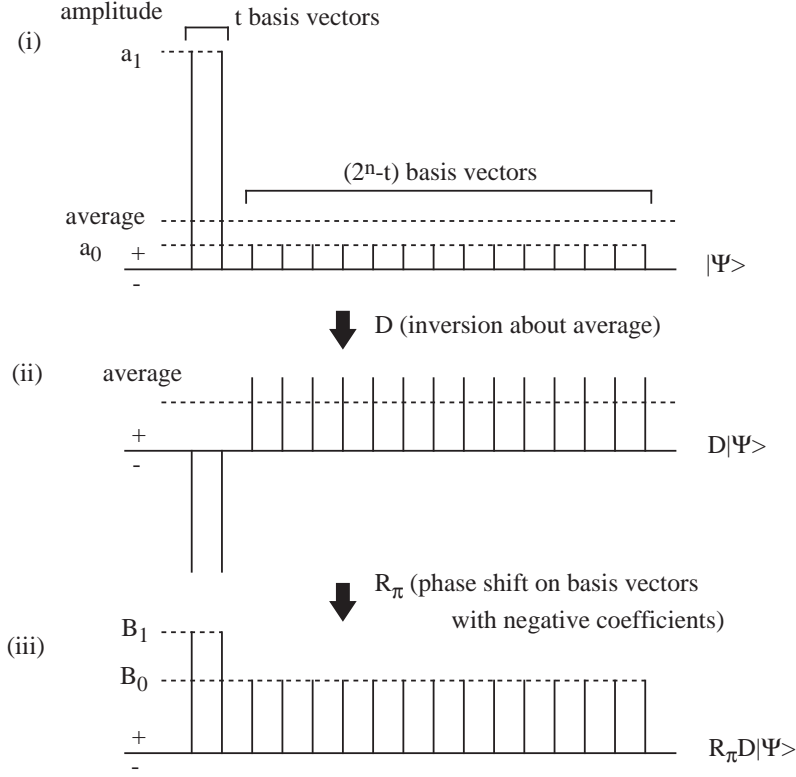 amplitude
t basis vectors
(i)
a1
(2n-t) basis vectors
average
a0
+
-
|Ψ>
D (inversion about average)
(ii)
average
+
-
D|Ψ>
Rπ (phase shift on basis vectors
with negative coefficients)
(iii)
B1
B0
+
-
RπD|Ψ>